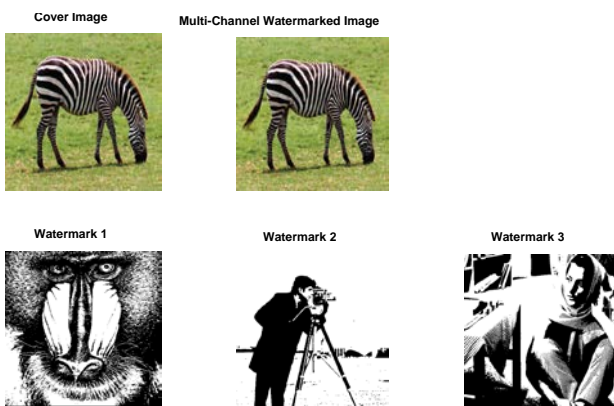 Cover Image
Multi-Channel Watermarked Image
Watermark 1
Watermark 2
Watermark 3